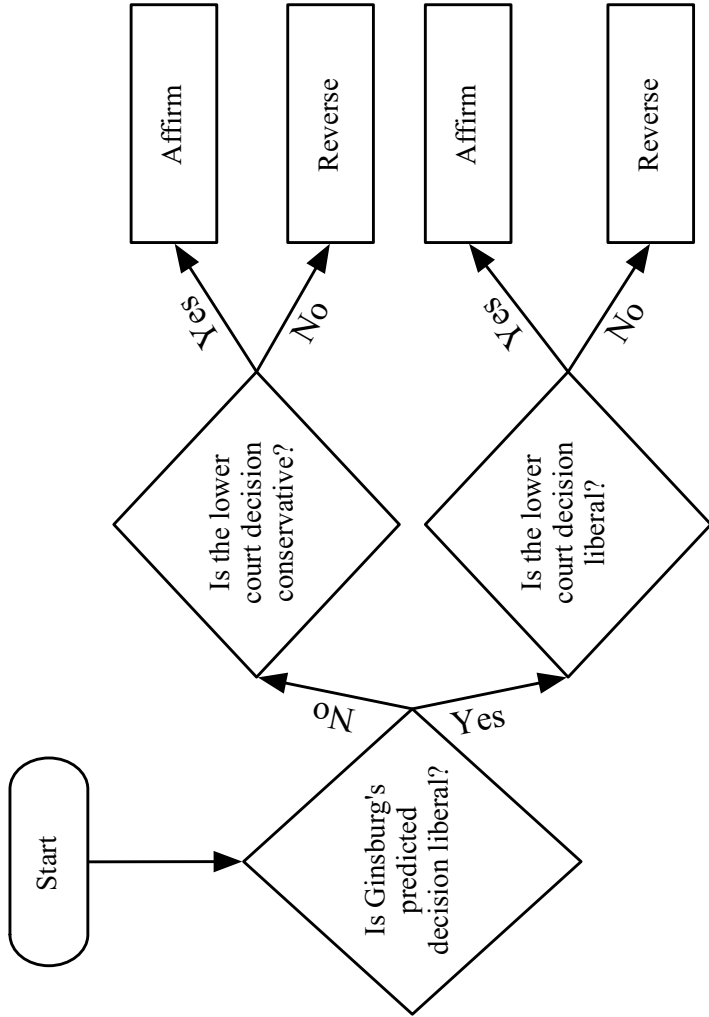 Start
Is Ginsburg's
predicted
decision liberal?
No
Yes
Is the lower
court decision
conservative?
Yes
No
Affirm
Reverse
Is the lower
court decision
liberal?
Yes
No
Affirm
Reverse